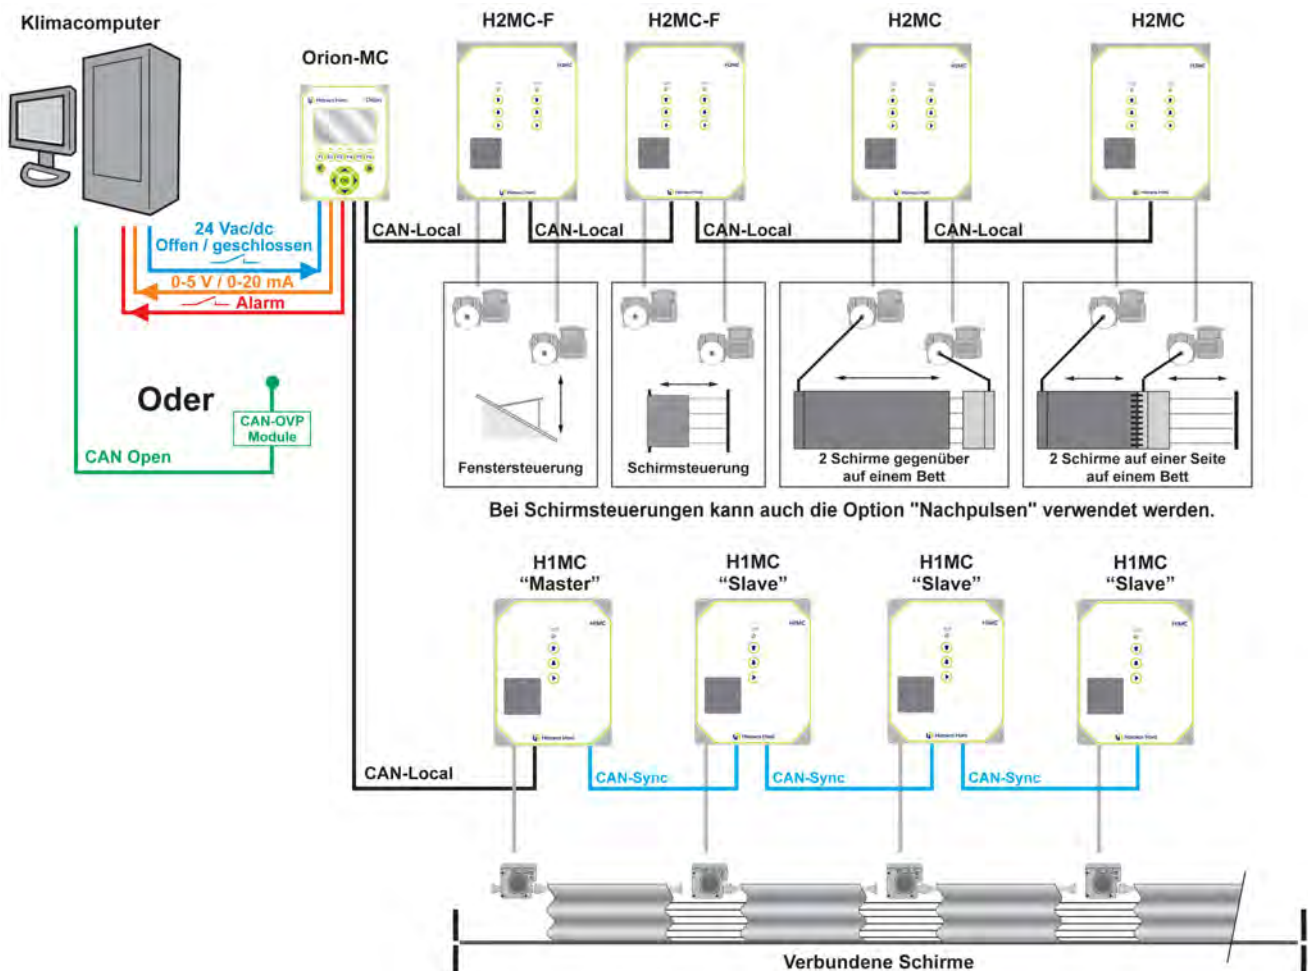 Klimacomputer
Orion-MC
H2MC-F
H2MC-F
H2MC
H2MC
24 Vac/dc
Offen / geschlossen
0-5 V / 0-20 mA
Alarm
CAN-Local
CAN-Local
CAN-Local
CAN-Local
Oder
CAN-OVP
Module
CAN Open
Fenstersteuerung
Schirmsteuerung
2 Schirme gegenüber
auf einem Bett
2 Schirme auf einer Seite
auf einem Bett
Bei Schirmsteuerungen kann auch die Option "Nachpulsen" verwendet werden.
H1MC
“Master”
H1MC
“Slave”
H1MC
“Slave”
H1MC
“Slave”
CAN-Local
CAN-Sync
CAN-Sync
CAN-Sync
Verbundene Schirme